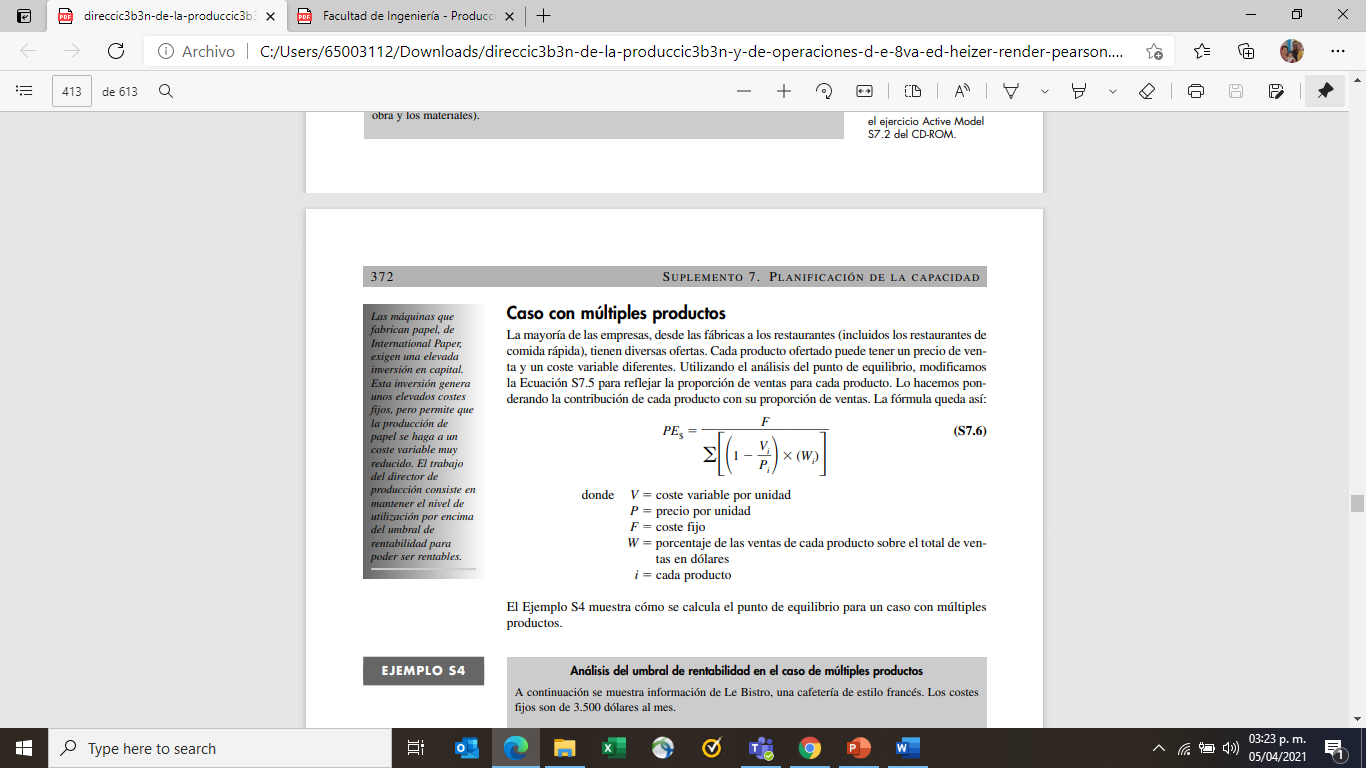 direccic3b3n-de-la-produccic3b3
Facultad de Ingeniería - Producc
Archivo
C:/Users/65003112/Downloads/direccic3b3n-de-la-produccic3b3n-y-de-operaciones-d-e-8va-ed-heizer-render-pearson....
413 de 613
obra y los materiales).
el ejercicio Active Model
S7.2 del CD-ROM.
372
SUPLEMENTO 7. PLANIFICACIÓN DE LA CAPACIDAD
Las máquinas que
fabrican papel, de
International Paper,
exigen una elevada
inversión en capital.
Esta inversión genera
unos elevados costes
fijos, pero permite que
la producción de
papel se haga a un
coste variable muy
reducido. El trabajo
del director de
producción consiste en
mantener el nivel de
utilización por encima
del umbral de
rentabilidad para
poder ser rentables.
Caso con múltiples productos
La mayoría de las empresas, desde las fábricas a los restaurantes (incluidos los restaurantes de
comida rápida), tienen diversas ofertas. Cada producto ofertado puede tener un precio de ven-
ta y un coste variable diferentes. Utilizando el análisis del punto de equilibrio, modificamos
la Ecuación S7.5 para reflejar la proporción de ventas para cada producto. Lo hacemos pon-
derando la contribución de cada producto con su proporción de ventas. La fórmula queda así:
PE$ = F / ∑[(1 − Vi/Pi) × (Wi)] (S7.6)
donde V = coste variable por unidad
P = precio por unidad
F = coste fijo
W = porcentaje de las ventas de cada producto sobre el total de ven-
tas en dólares
i = cada producto
El Ejemplo S4 muestra cómo se calcula el punto de equilibrio para un caso con múltiples
productos.
EJEMPLO S4
Análisis del umbral de rentabilidad en el caso de múltiples productos
A continuación se muestra información de Le Bistro, una cafetería de estilo francés. Los costes
fijos son de 3.500 dólares al mes.
Type here to search
03:23 p. m.
05/04/2021
1